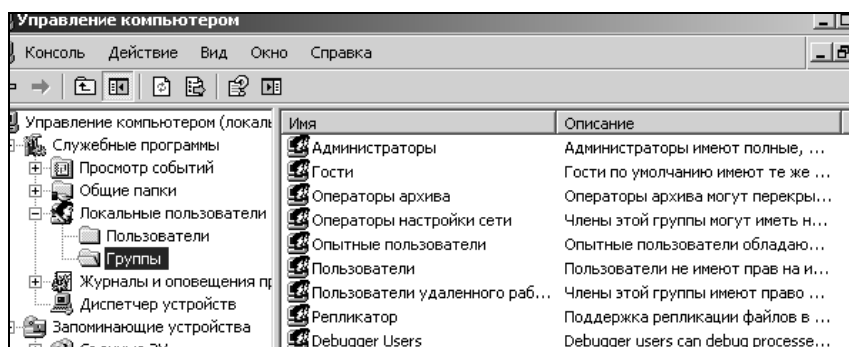 Управление компьютером
Консоль Действие Вид Окно Справка
Управление компьютером (локаль
Служебные программы
Просмотр событий
Общие папки
Локальные пользователи
Пользователи
Группы
Журналы и оповещения пр
Диспетчер устройств
Запоминающие устройства
Имя Описание
Администраторы Администраторы имеют полные, ...
Гости Гости по умолчанию имеют те же ...
Операторы архива Операторы архива могут перекры...
Операторы настройки сети Члены этой группы могут иметь н...
Опытные пользователи Опытные пользователи обладаю...
Пользователи Пользователи не имеют прав на и...
Пользователи удаленного раб... Члены этой группы имеют право ...
Репликатор Поддержка репликации файлов в ...
Debugger Users Debugger users can debug processe...